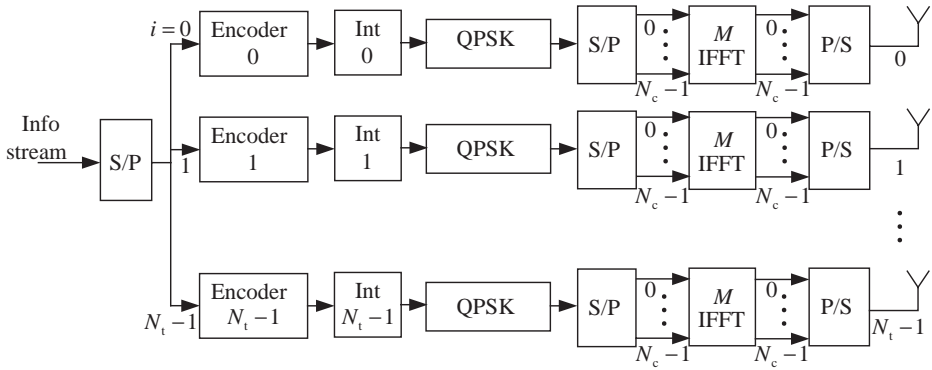 Info
stream
S/P
i = 0
Encoder
0
Int
0
QPSK
S/P
0
N_c − 1
M
IFFT
0
N_c − 1
P/S
0
1
Encoder
1
Int
1
QPSK
S/P
0
N_c − 1
M
IFFT
0
N_c − 1
P/S
1
N_t − 1
Encoder
N_t − 1
Int
N_t − 1
QPSK
S/P
0
N_c − 1
M
IFFT
0
N_c − 1
P/S
N_t − 1